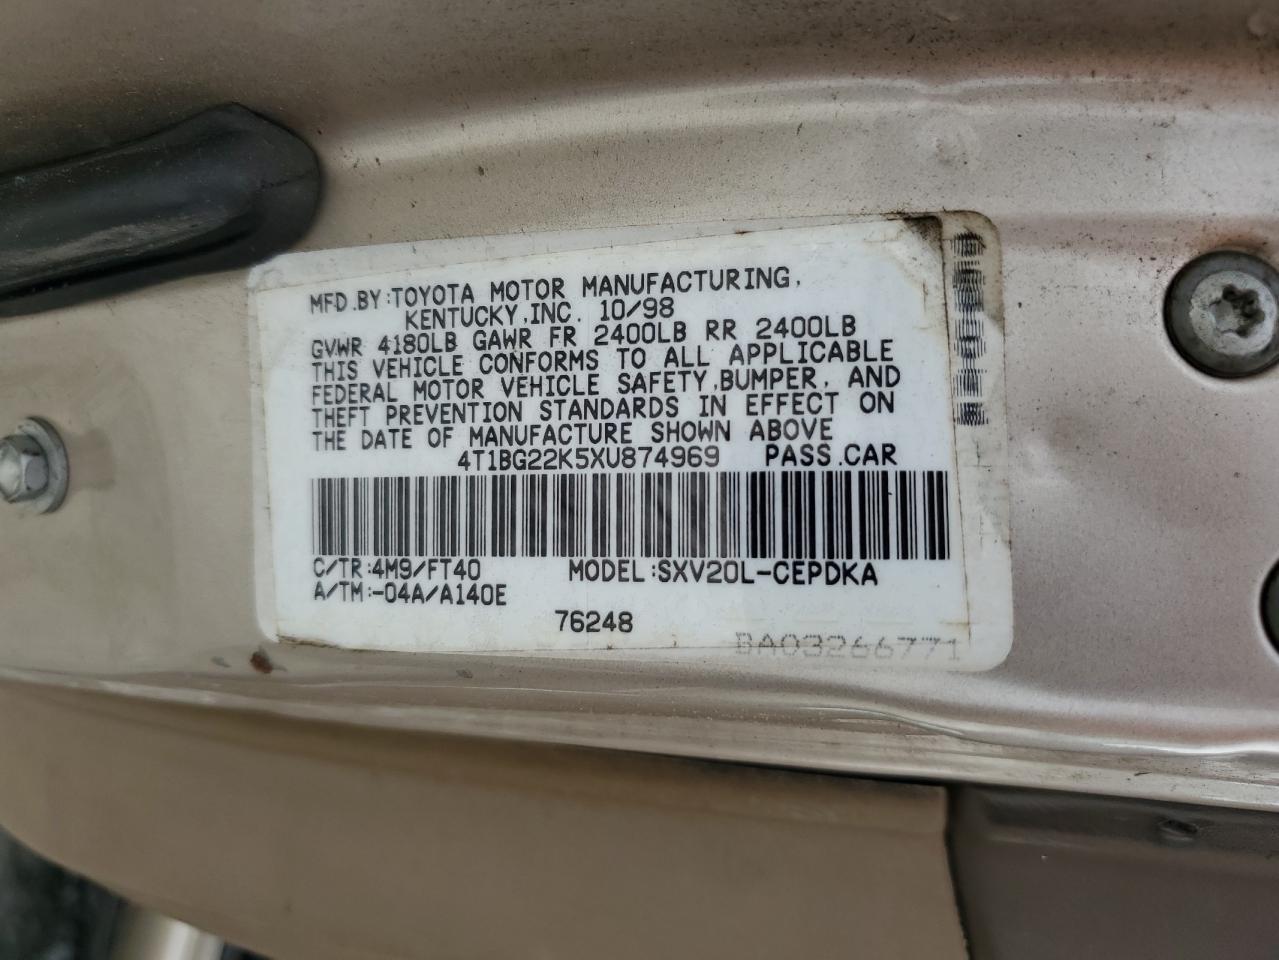 MFD.BY:TOYOTA MOTOR MANUFACTURING,
KENTUCKY,INC. 10/98
GVWR 4180LB GAWR FR 2400LB RR 2400LB
THIS VEHICLE CONFORMS TO ALL APPLICABLE
FEDERAL MOTOR VEHICLE SAFETY,BUMPER, AND
THEFT PREVENTION STANDARDS IN EFFECT ON
THE DATE OF MANUFACTURE SHOWN ABOVE
4T1BG22K5XU874969 PASS.CAR
C/TR:4M9/FT40 MODEL:SXV20L-CEPDKA
A/TM:-04A/A140E
76248
BA03266771